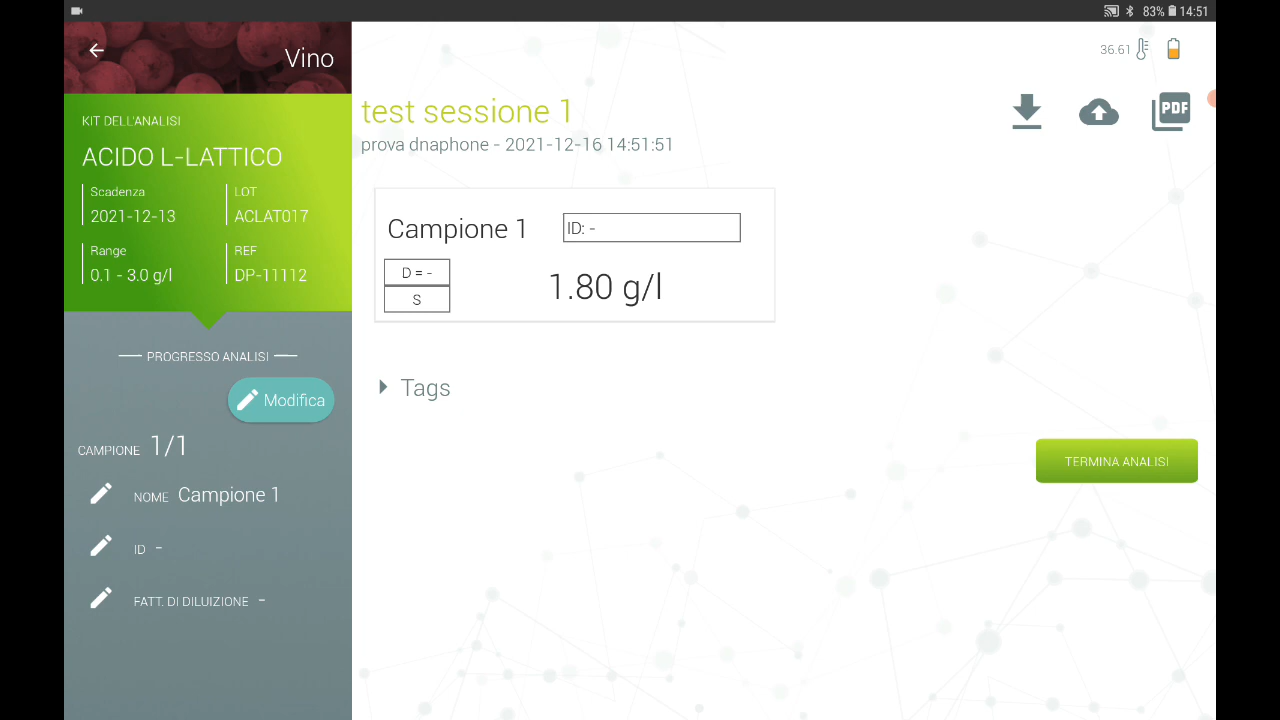 83% 14:51
Vino
KIT DELL'ANALISI
ACIDO L-LATTICO
Scadenza
2021-12-13
LOT
ACLAT017
Range
0.1 - 3.0 g/l
REF
DP-11112
PROGRESSO ANALISI
Modifica
CAMPIONE 1/1
NOME Campione 1
ID -
FATT. DI DILUIZIONE -
36.61
test sessione 1
prova dnaphone - 2021-12-16 14:51:51
PDF
Campione 1
ID: -
D = -
S
1.80 g/l
Tags
TERMINA ANALISI